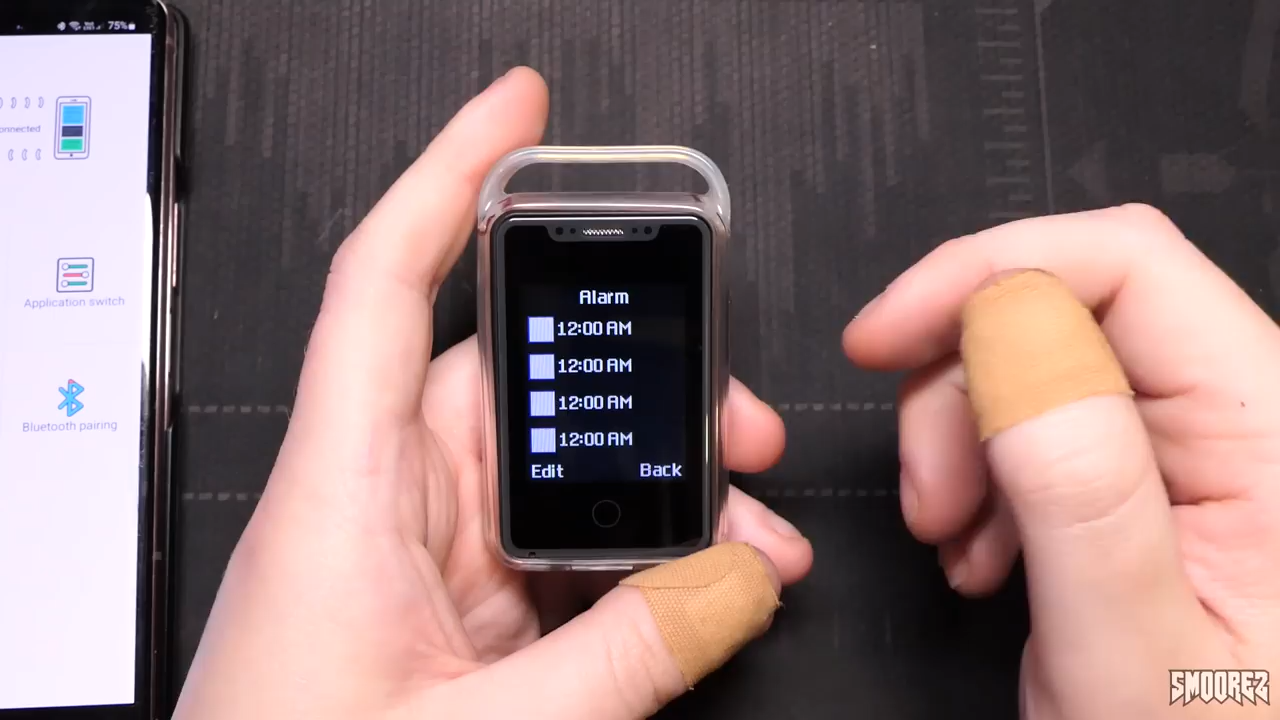 75%
onnected
Application switch
Bluetooth pairing
Alarm
12:00 AM
12:00 AM
12:00 AM
12:00 AM
Edit
Back
SMOOREZ